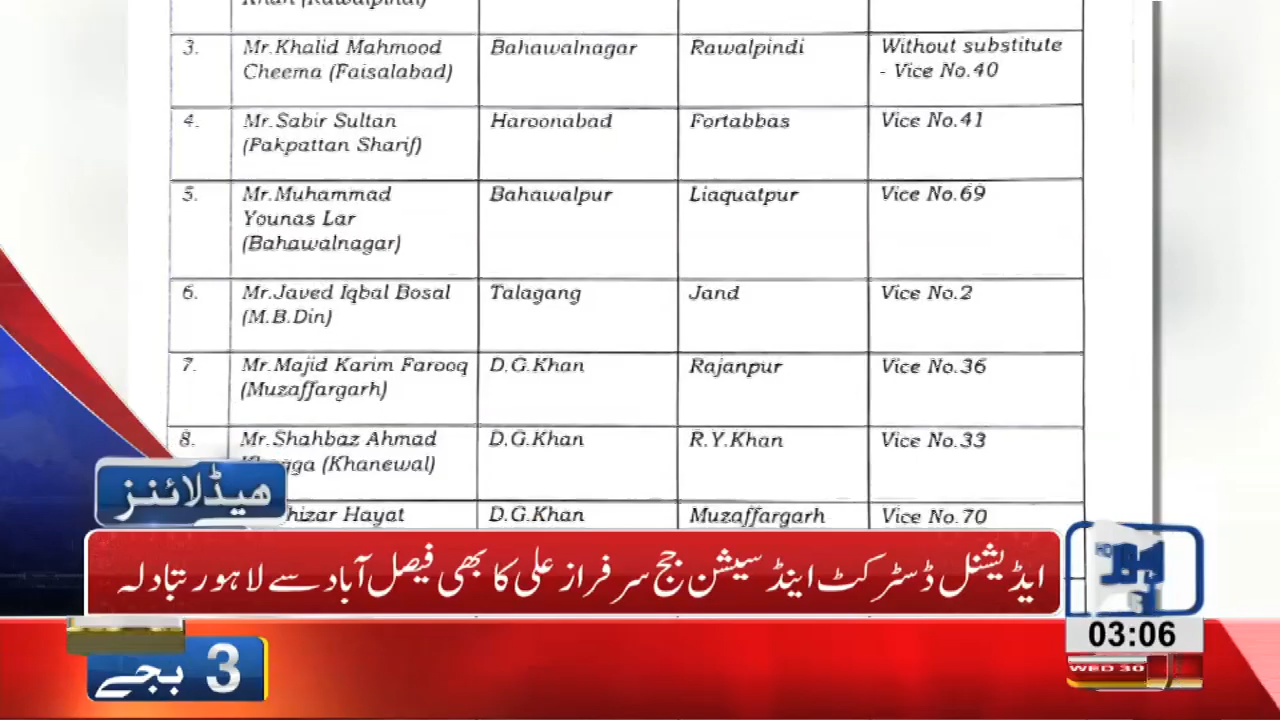 3. Mr.Khalid Mahmood Cheema (Faisalabad) Bahawalnagar Rawalpindi Without substitute - Vice No.40
4. Mr.Sabir Sultan (Pakpattan Sharif) Haroonabad Fortabbas Vice No.41
5. Mr.Muhammad Younas Lar (Bahawalnagar) Bahawalpur Liaquatpur Vice No.69
6. Mr.Javed Iqbal Bosal (M.B.Din) Talagang Jand Vice No.2
7. Mr.Majid Karim Farooq (Muzaffargarh) D.G.Khan Rajanpur Vice No.36
8. Mr.Shahbaz Ahmad (Khanewal) D.G.Khan R.Y.Khan Vice No.33
Hayat D.G.Khan Muzaffargarh Vice No.70
ہیڈلائنز
ایڈیشنل ڈسٹرکٹ اینڈ سیشن جج سرفراز علی کا بھی فیصل آباد سے لاہور تبادلہ
03:06
WED 30
3 بجے